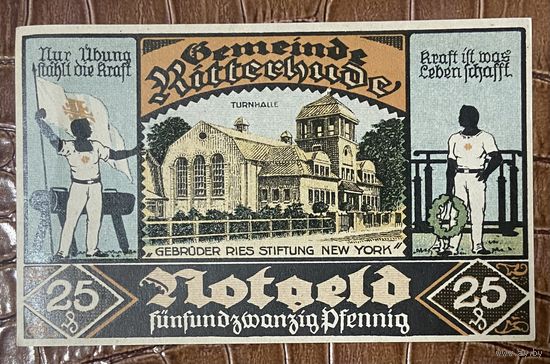 Nur Übung
stählt die Kraft
Gemeinde
Ritterhude
Kraft ist was
Leben schafft.
TURNHALLE
„GEBRÜDER RIES STIFTUNG NEW YORK“
25
₰
Notgeld
fünfundzwanzig Pfennig
25
₰